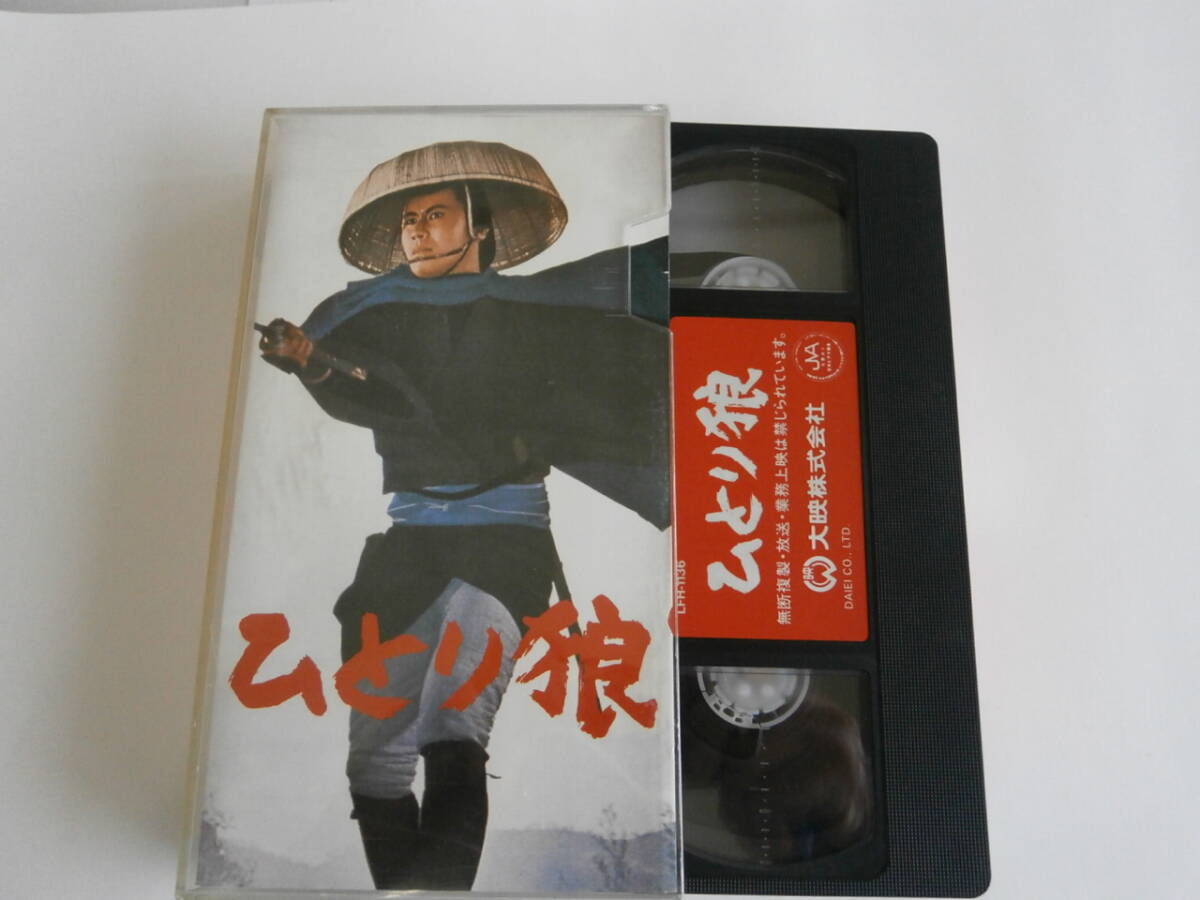 ひとり狼
LFH-1136
ひとり狼
無断複製・放送・業務上映は禁じられています。
JVA
映
大映株式会社
DAIEI CO., LTD.